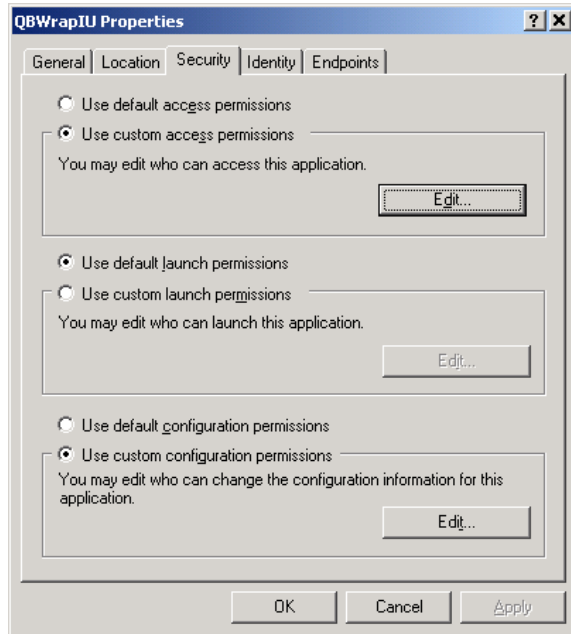 QBWrapIU Properties
General
Location
Security
Identity
Endpoints
Use default access permissions
Use custom access permissions
You may edit who can access this application.
Edit...
Use default launch permissions
Use custom launch permissions
You may edit who can launch this application.
Edit...
Use default configuration permissions
Use custom configuration permissions
You may edit who can change the configuration information for this
application.
Edit...
OK
Cancel
Apply